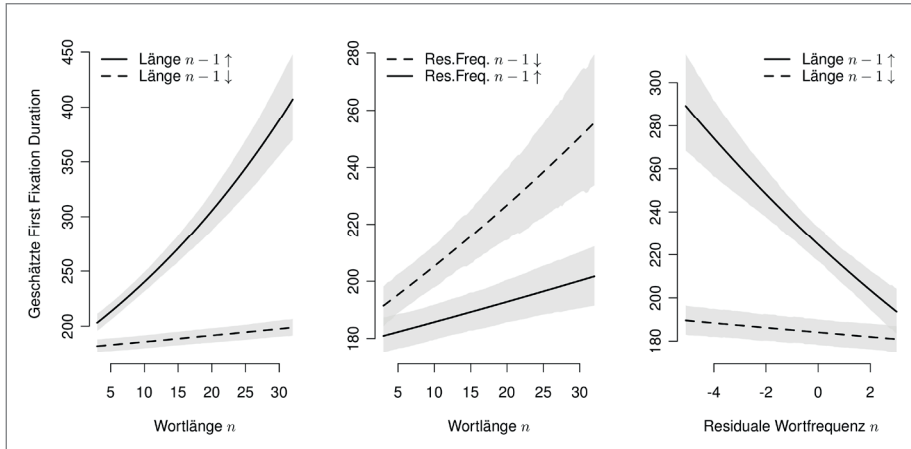 Geschätzte First Fixation Duration
450
400
350
300
250
200
Länge n − 1 ↑
Länge n − 1 ↓
5 10 15 20 25 30
Wortlänge n
280
260
240
220
200
180
Res.Freq. n − 1 ↓
Res.Freq. n − 1 ↑
5 10 15 20 25 30
Wortlänge n
300
280
260
240
220
200
180
Länge n − 1 ↑
Länge n − 1 ↓
-4 -2 0 2
Residuale Wortfrequenz n